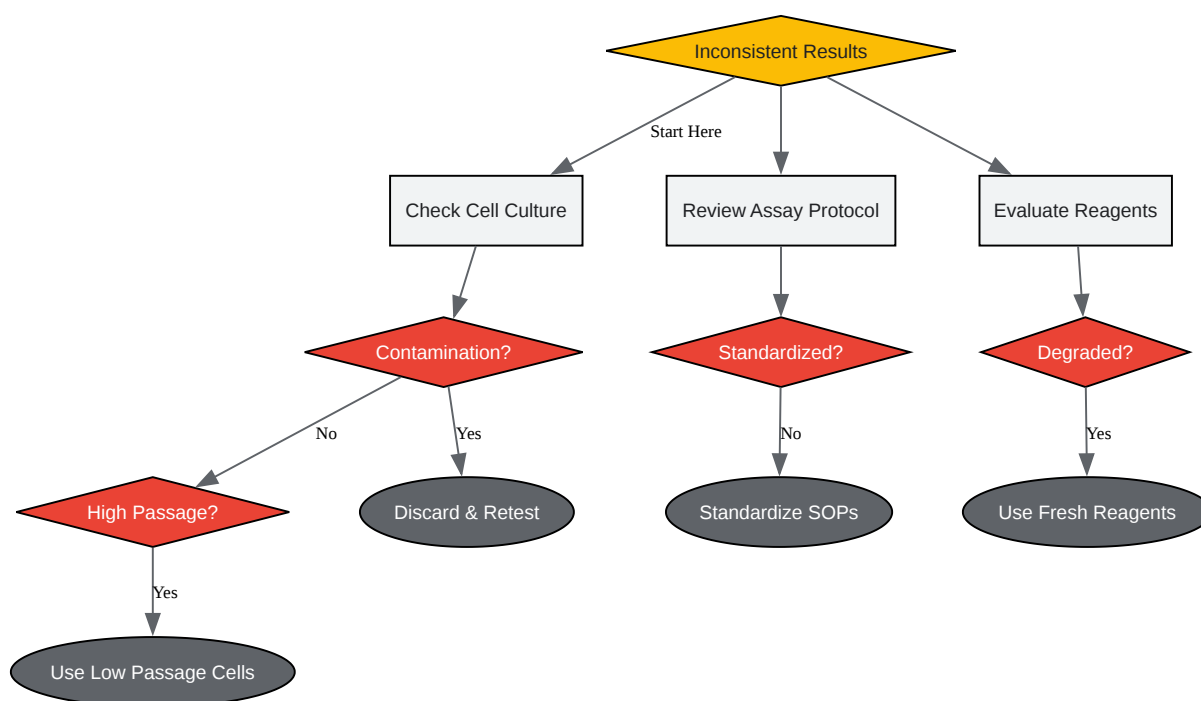 Inconsistent Results
Start Here
Check Cell Culture
Review Assay Protocol
Evaluate Reagents
Contamination?
Standardized?
Degraded?
No
Yes
No
Yes
High Passage?
Discard & Retest
Standardize SOPs
Use Fresh Reagents
Yes
Use Low Passage Cells